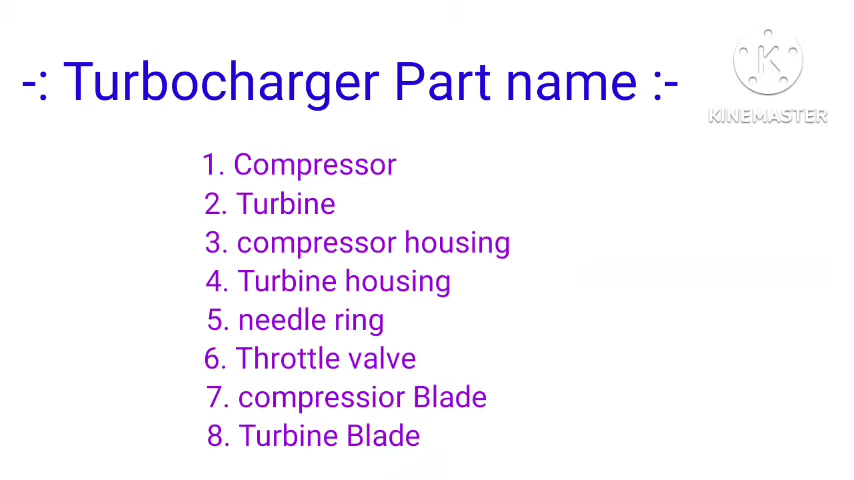 -: Turbocharger Part name :-
KINEMASTER
1. Compressor
2. Turbine
3. compressor housing
4. Turbine housing
5. needle ring
6. Throttle valve
7. compressior Blade
8. Turbine Blade